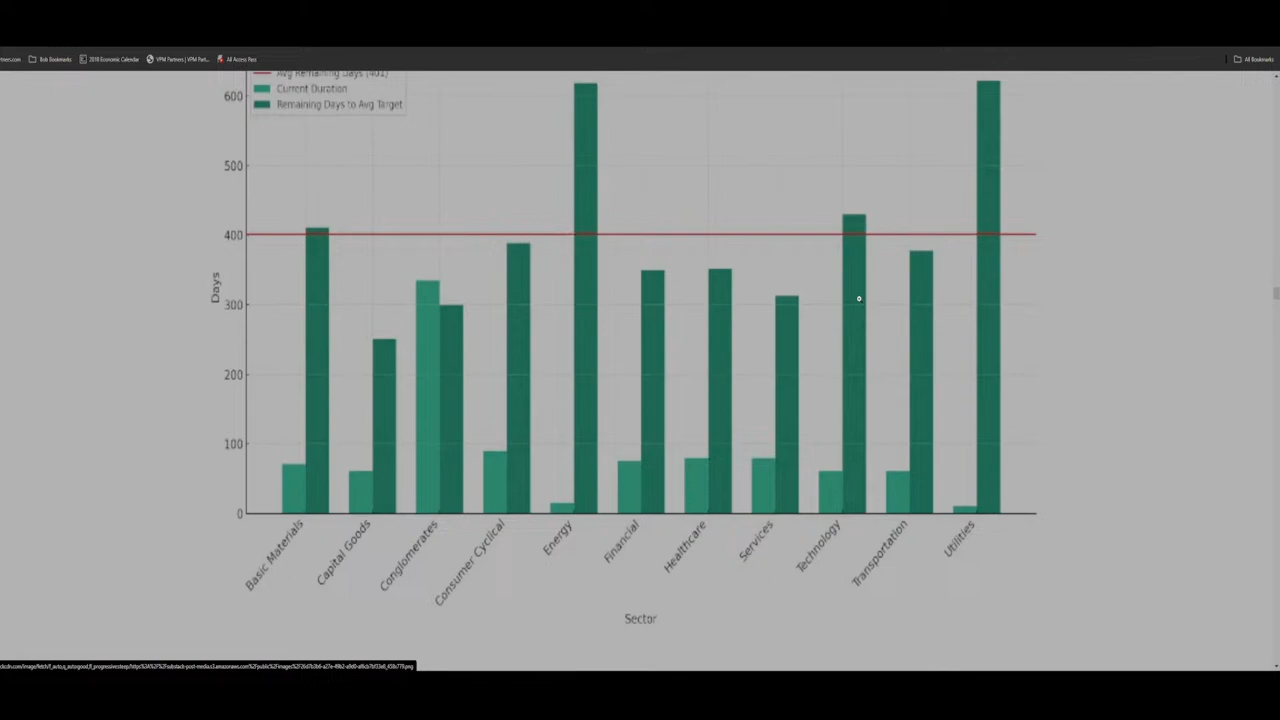 rtners.com Bob Bookmarks 2018 Economic Calendar VPM Partners | VPM Part... All Access Pass All Bookmarks
Avg Remaining Days (401)
Current Duration
Remaining Days to Avg Target
600
500
400
300
200
100
0
Days
Basic Materials
Capital Goods
Conglomerates
Consumer Cyclical
Energy
Financial
Healthcare
Services
Technology
Transportation
Utilities
Sector